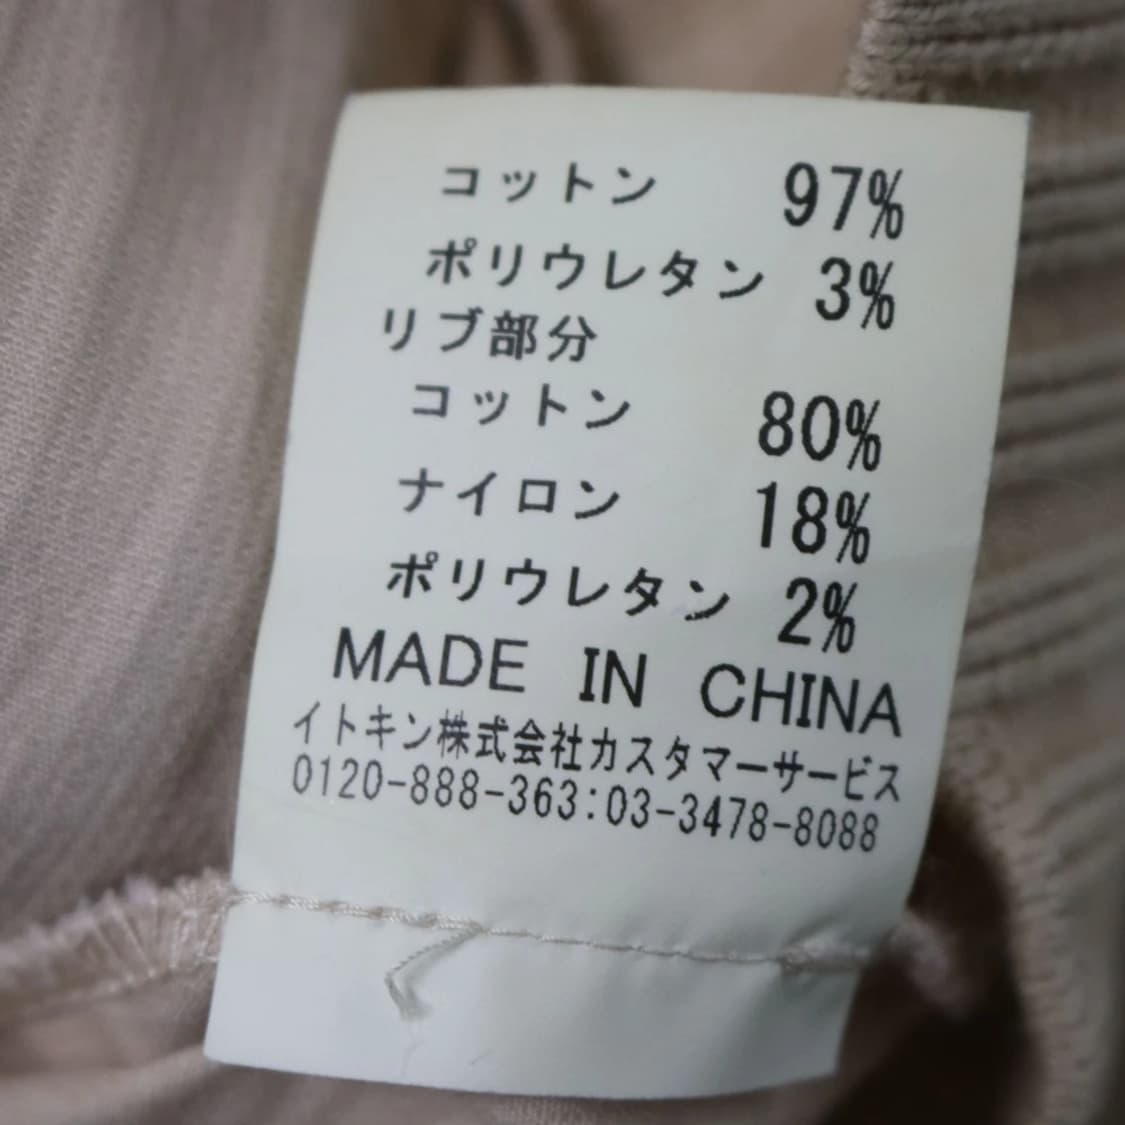 コットン 97%
ポリウレタン 3%
リブ部分
コットン 80%
ナイロン 18%
ポリウレタン 2%
MADE IN CHINA
イトキン株式会社カスタマーサービス
0120-888-363:03-3478-8088